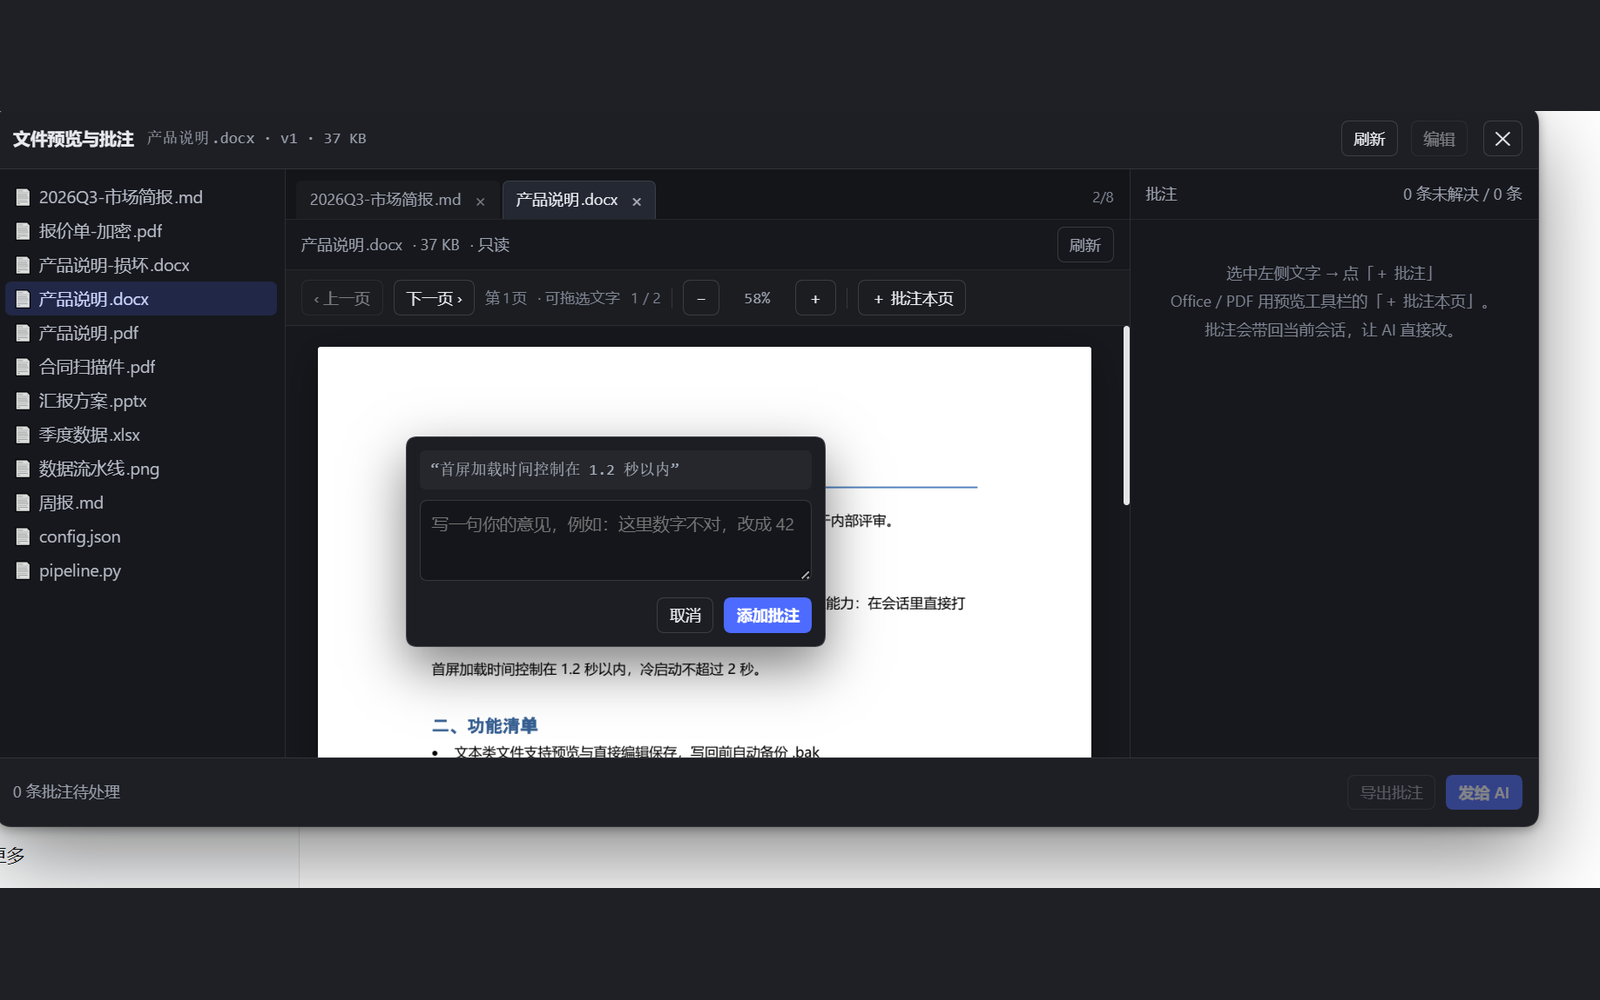 文件预览与批注 产品说明.docx · v1 · 37 KB
刷新 编辑
2026Q3-市场简报.md
报价单-加密.pdf
产品说明-损坏.docx
产品说明.docx
产品说明.pdf
合同扫描件.pdf
汇报方案.pptx
季度数据.xlsx
数据流水线.png
周报.md
config.json
pipeline.py
2026Q3-市场简报.md × 产品说明.docx × 2/8
产品说明.docx · 37 KB · 只读 刷新
‹ 上一页 下一页 › 第 1 页 · 可拖选文字 1 / 2 − 58% + + 批注本页
“首屏加载时间控制在 1.2 秒以内”
写一句你的意见，例如：这里数字不对，改成 42
取消 添加批注
内部评审。
能力：在会话里直接打
首屏加载时间控制在 1.2 秒以内，冷启动不超过 2 秒。
二、功能清单
• 文本类文件支持预览与直接编辑保存，写回前自动备份 .bak
批注 0 条未解决 / 0 条
选中左侧文字 → 点「+ 批注」
Office / PDF 用预览工具栏的「+ 批注本页」。
批注会带回当前会话，让 AI 直接改。
0 条批注待处理 导出批注 发给 AI
多